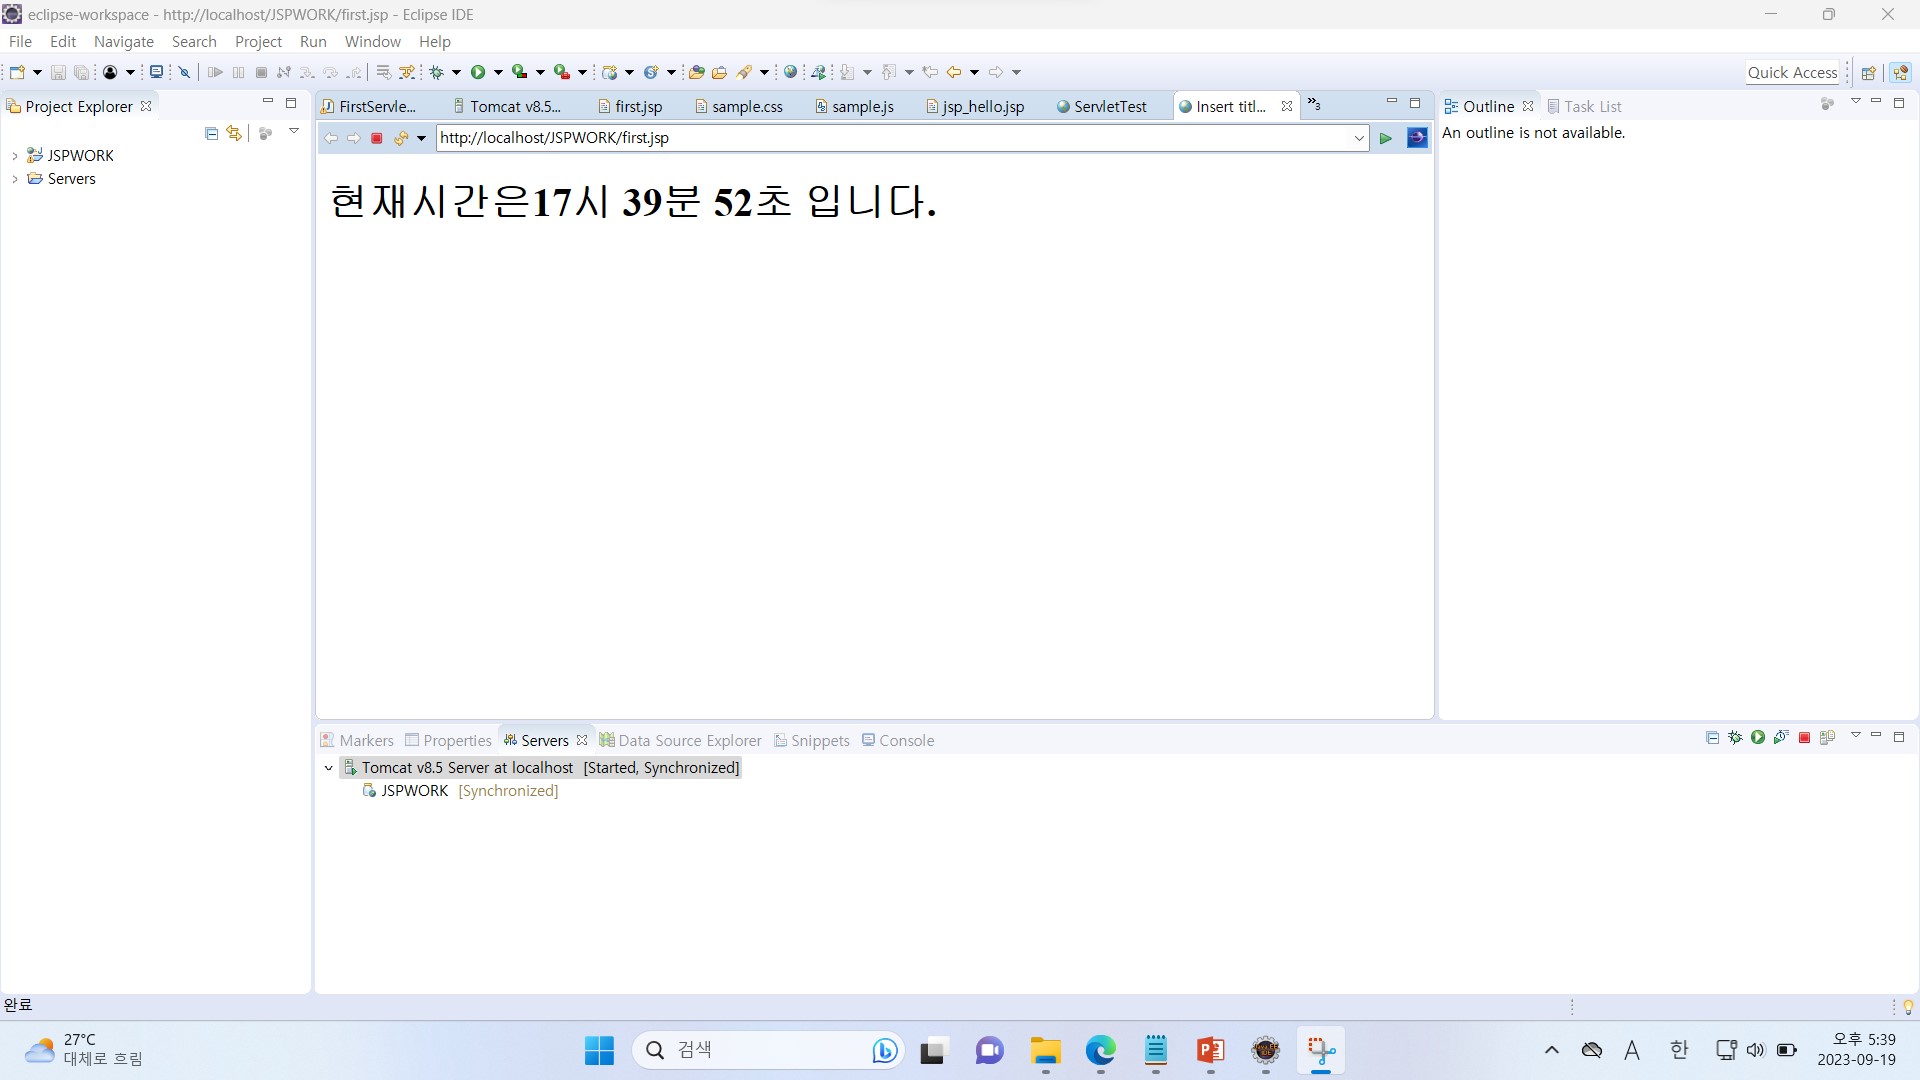 eclipse-workspace - http://localhost/JSPWORK/first.jsp - Eclipse IDE
File Edit Navigate Search Project Run Window Help
Quick Access
Project Explorer
JSPWORK
Servers
FirstServle... Tomcat v8.5... first.jsp sample.css sample.js jsp_hello.jsp ServletTest Insert titl... »3
http://localhost/JSPWORK/first.jsp
현재시간은17시 39분 52초 입니다.
Outline Task List
An outline is not available.
Markers Properties Servers Data Source Explorer Snippets Console
Tomcat v8.5 Server at localhost [Started, Synchronized]
JSPWORK [Synchronized]
완료
27°C
대체로 흐림
검색
A 한
오후 5:39
2023-09-19